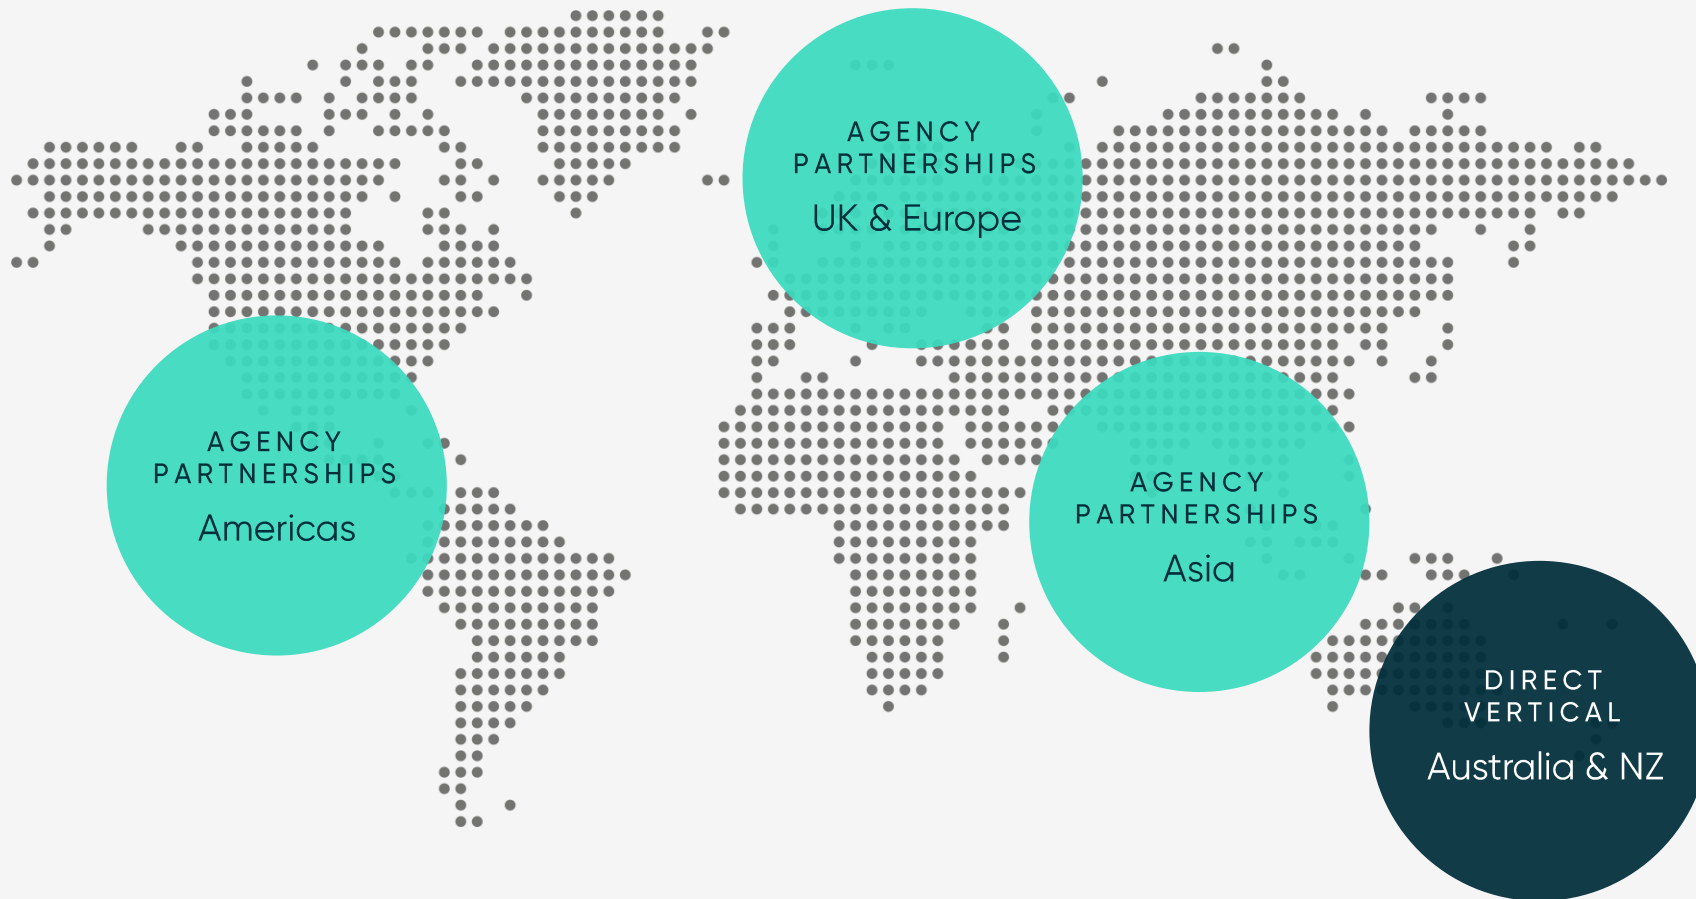 AGENCY
PARTNERSHIPS
UK & Europe
AGENCY
PARTNERSHIPS
Americas
AGENCY
PARTNERSHIPS
Asia
DIRECT
VERTICAL
Australia & NZ